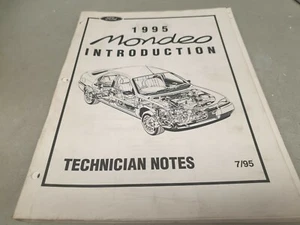 1995
Mondeo
INTRODUCTION
TECHNICIAN NOTES 7/95